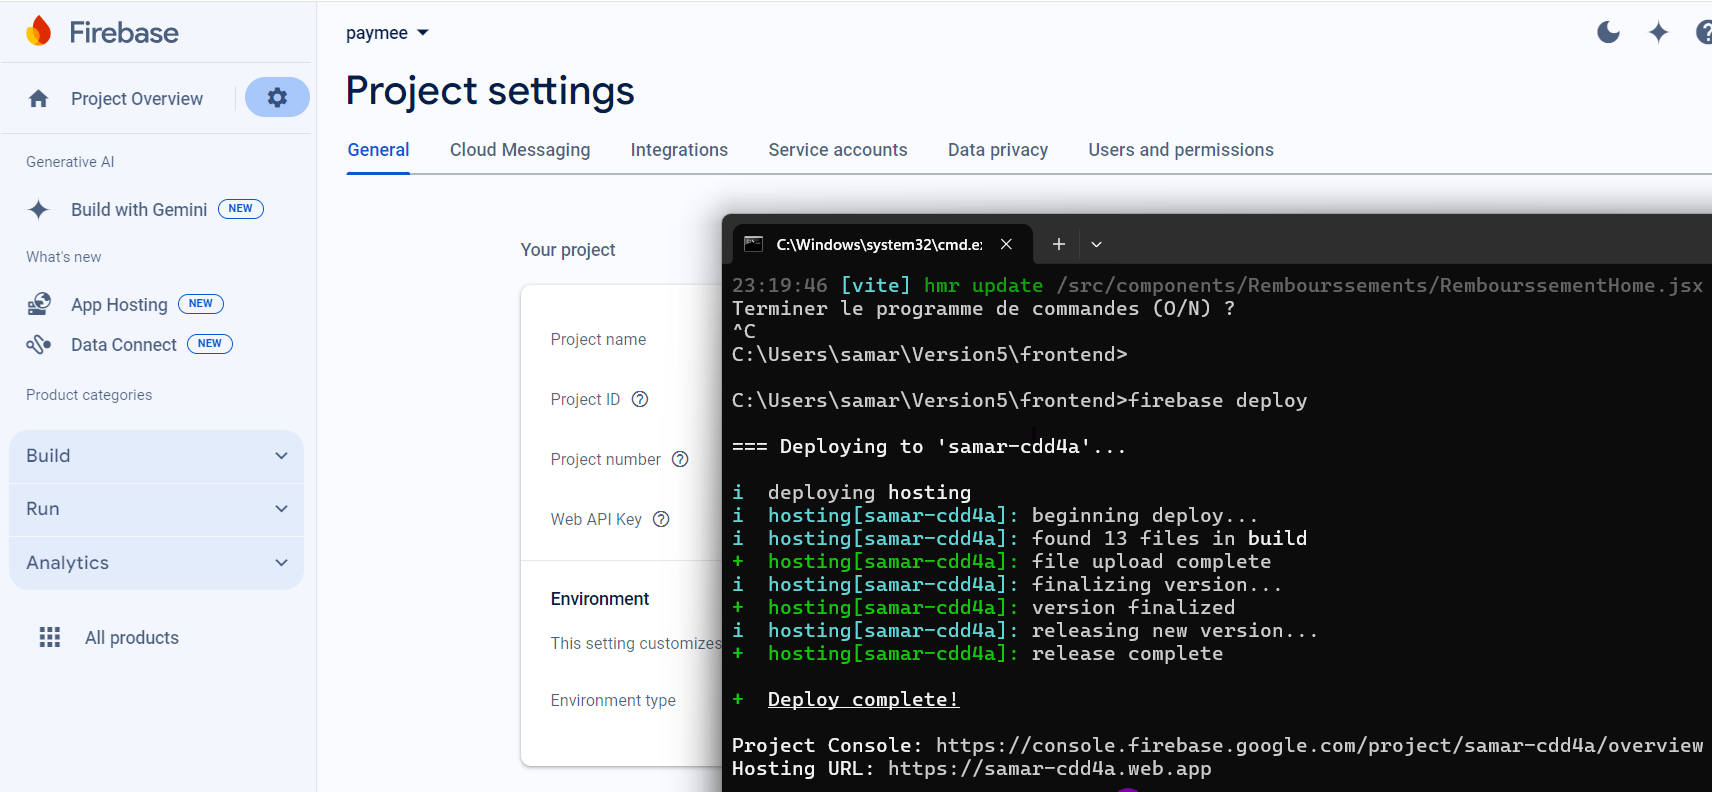 Firebase
paymee
Project Overview
Project settings
General Cloud Messaging Integrations Service accounts Data privacy Users and permissions
Generative AI
Build with Gemini NEW
What's new
App Hosting NEW
Data Connect NEW
Product categories
Build
Run
Analytics
All products
Your project
Project name
Project ID ?
Project number ?
Web API Key ?
Environment
This setting customizes
Environment type
C:\Windows\system32\cmd.e
23:19:46 [vite] hmr update /src/components/Rembourssements/RembourssementHome.jsx
Terminer le programme de commandes (O/N) ?
^C
C:\Users\samar\Version5\frontend>
C:\Users\samar\Version5\frontend>firebase deploy
=== Deploying to 'samar-cdd4a'...
i deploying hosting
i hosting[samar-cdd4a]: beginning deploy...
i hosting[samar-cdd4a]: found 13 files in build
+ hosting[samar-cdd4a]: file upload complete
i hosting[samar-cdd4a]: finalizing version...
+ hosting[samar-cdd4a]: version finalized
i hosting[samar-cdd4a]: releasing new version...
+ hosting[samar-cdd4a]: release complete
+ Deploy complete!
Project Console: https://console.firebase.google.com/project/samar-cdd4a/overview
Hosting URL: https://samar-cdd4a.web.app